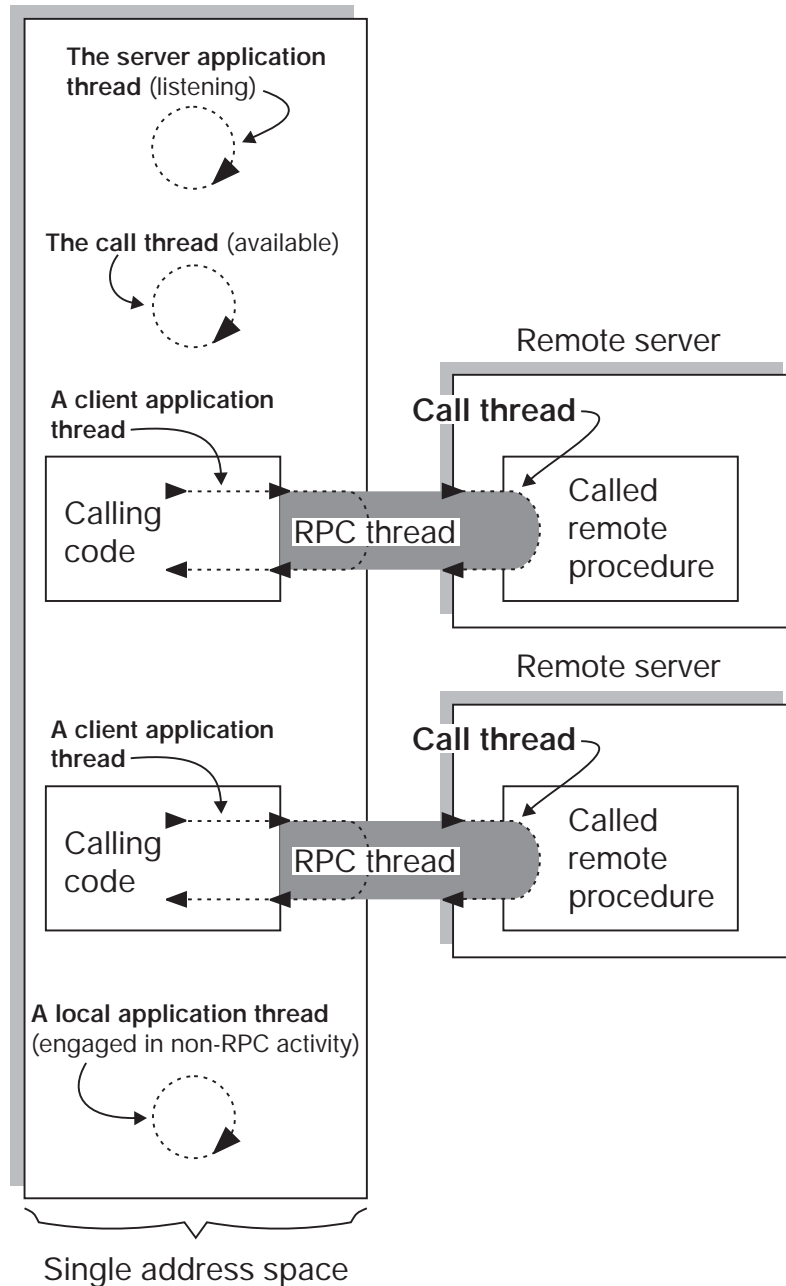 The server application
thread (listening)
The call thread (available)
Remote server
A client application
thread
Call thread
Calling
code
RPC thread
Called
remote
procedure
Remote server
A client application
thread
Call thread
Calling
code
RPC thread
Called
remote
procedure
A local application thread
(engaged in non-RPC activity)
Single address space